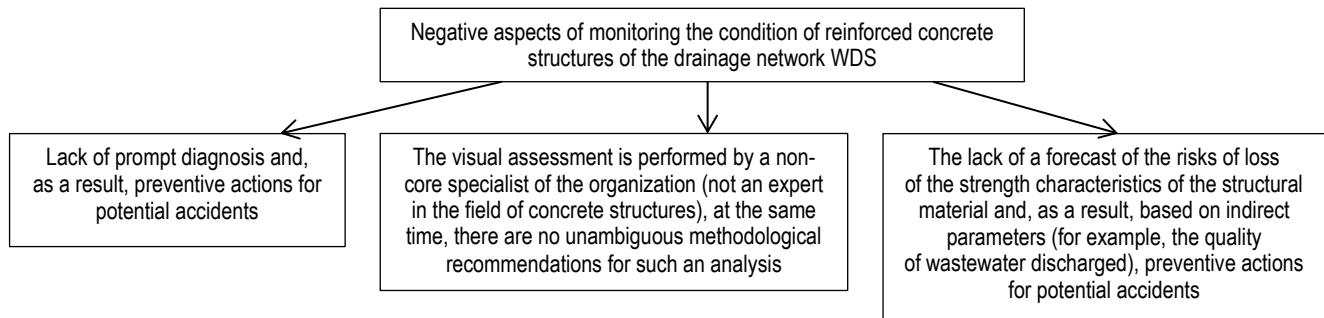 Negative aspects of monitoring the condition of reinforced concrete
structures of the drainage network WDS
Lack of prompt diagnosis and,
as a result, preventive actions for
potential accidents
The visual assessment is performed by a non-
core specialist of the organization (not an expert
in the field of concrete structures), at the same
time, there are no unambiguous methodological
recommendations for such an analysis
The lack of a forecast of the risks of loss
of the strength characteristics of the structural
material and, as a result, based on indirect
parameters (for example, the quality
of wastewater discharged), preventive actions
for potential accidents